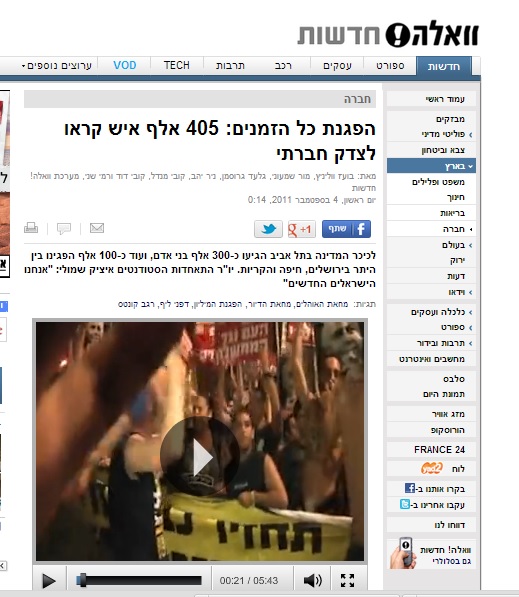 וואלה! חדשות
חדשות
ספורט
עסקים
רכב
תרבות
TECH
VOD
ערוצים נוספים
חברה
הפגנת כל הזמנים: 405 אלף איש קראו
לצדק חברתי
מאת: בועז וולניץ, מור שמעוני, גלעד גרוסמן, ניר יהב, קובי מנדל, קובי דוד ורמי שני, מערכת וואלה!
חדשות
יום ראשון, 4 בספטמבר 2011, 0:14
שתף
+1
לכיכר המדינה בתל אביב הגיעו כ-300 אלף בני אדם, ועוד כ-100 אלף הפגינו בין
היתר בירושלים, חיפה והקריות. יו"ר התאחדות הסטודנטים איציק שמולי: "אנחנו
הישראלים החדשים"
תגיות: מחאת האוהלים, מחאת הדיור, הפגנת המיליון, דפני ליף, רגב קונטס
תחזירו
00:21 / 05:43
עמוד ראשי
מבזקים
פוליטי מדיני
צבא וביטחון
בארץ
משפט ופלילים
חינוך
בריאות
חברה
בעולם
ירוק
דעות
וידאו
כלכלה ועסקים
ספורט
תרבות ובידור
מחשבים ואינטרנט
סלבס
תמונת היום
מזג אוויר
הורוסקופ
FRANCE 24
לוח
בקרו אותנו ב-
עקבו אחרינו ב-
דווחו לנו
וואלה! חדשות
גם בסלולרי